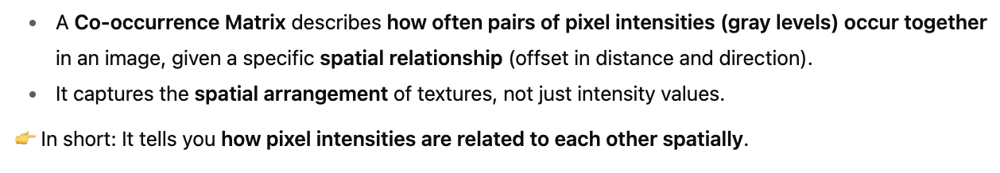 • A Co-occurrence Matrix describes how often pairs of pixel intensities (gray levels) occur together
in an image, given a specific spatial relationship (offset in distance and direction).
• It captures the spatial arrangement of textures, not just intensity values.
👉 In short: It tells you how pixel intensities are related to each other spatially.